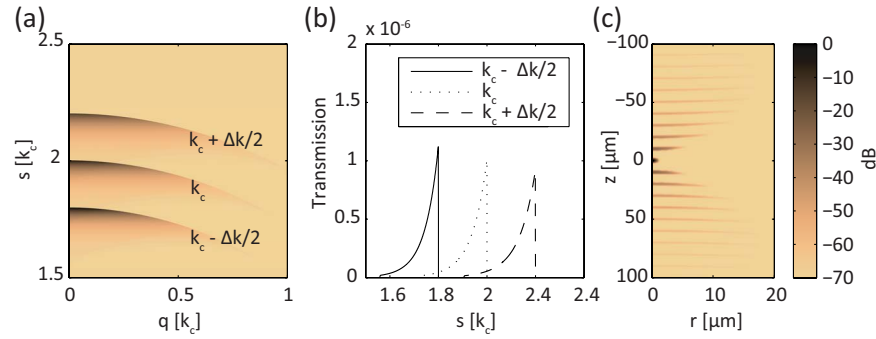 (a)
2.5
s [k_c]
2
1.5
k_c + Δk/2
k_c
k_c - Δk/2
0
0.5
1
q [k_c]
(b)
x 10^-6
2
Transmission
1.5
1
0.5
0
k_c - Δk/2
k_c
k_c + Δk/2
1.6
1.8
2
2.4
2.4
s [k_c]
(c)
−100
−50
z [µm]
0
50
100
0
10
20
r [µm]
0
−10
−20
−30
−40
−50
−60
−70
dB